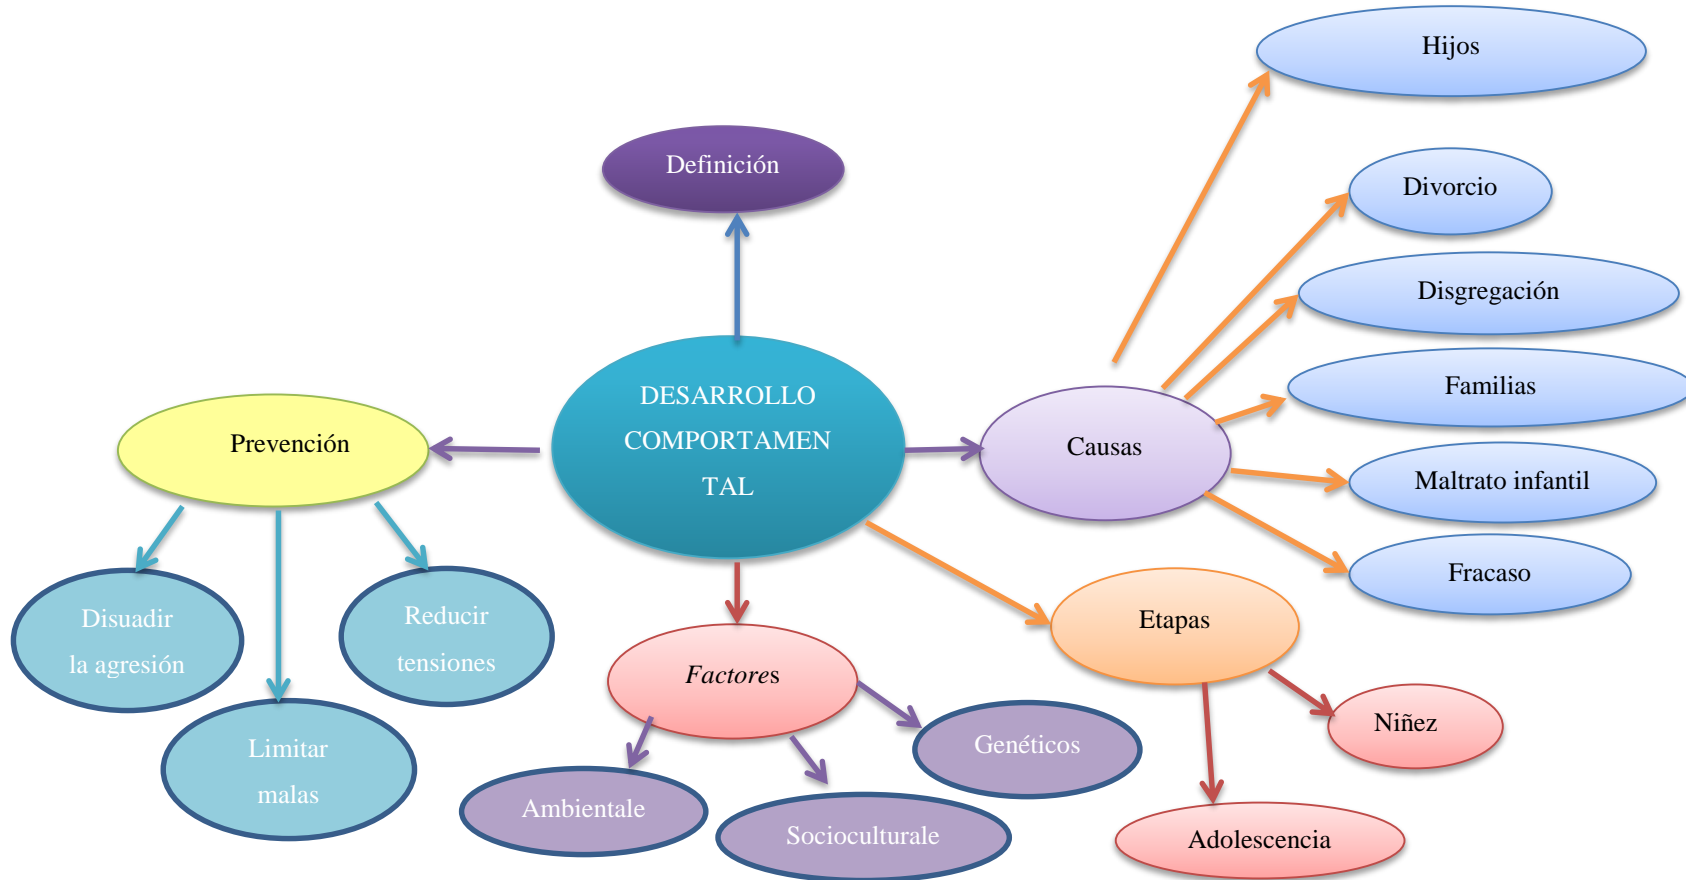 Hijos
Definición
Divorcio
Disgregación
DESARROLLO
COMPORTAMEN
TAL
Familias
Prevención
Causas
Maltrato infantil
Fracaso
Disuadir
la agresión
Reducir
tensiones
Etapas
Factores
Limitar
malas
Genéticos
Niñez
Ambientale
Socioculturale
Adolescencia